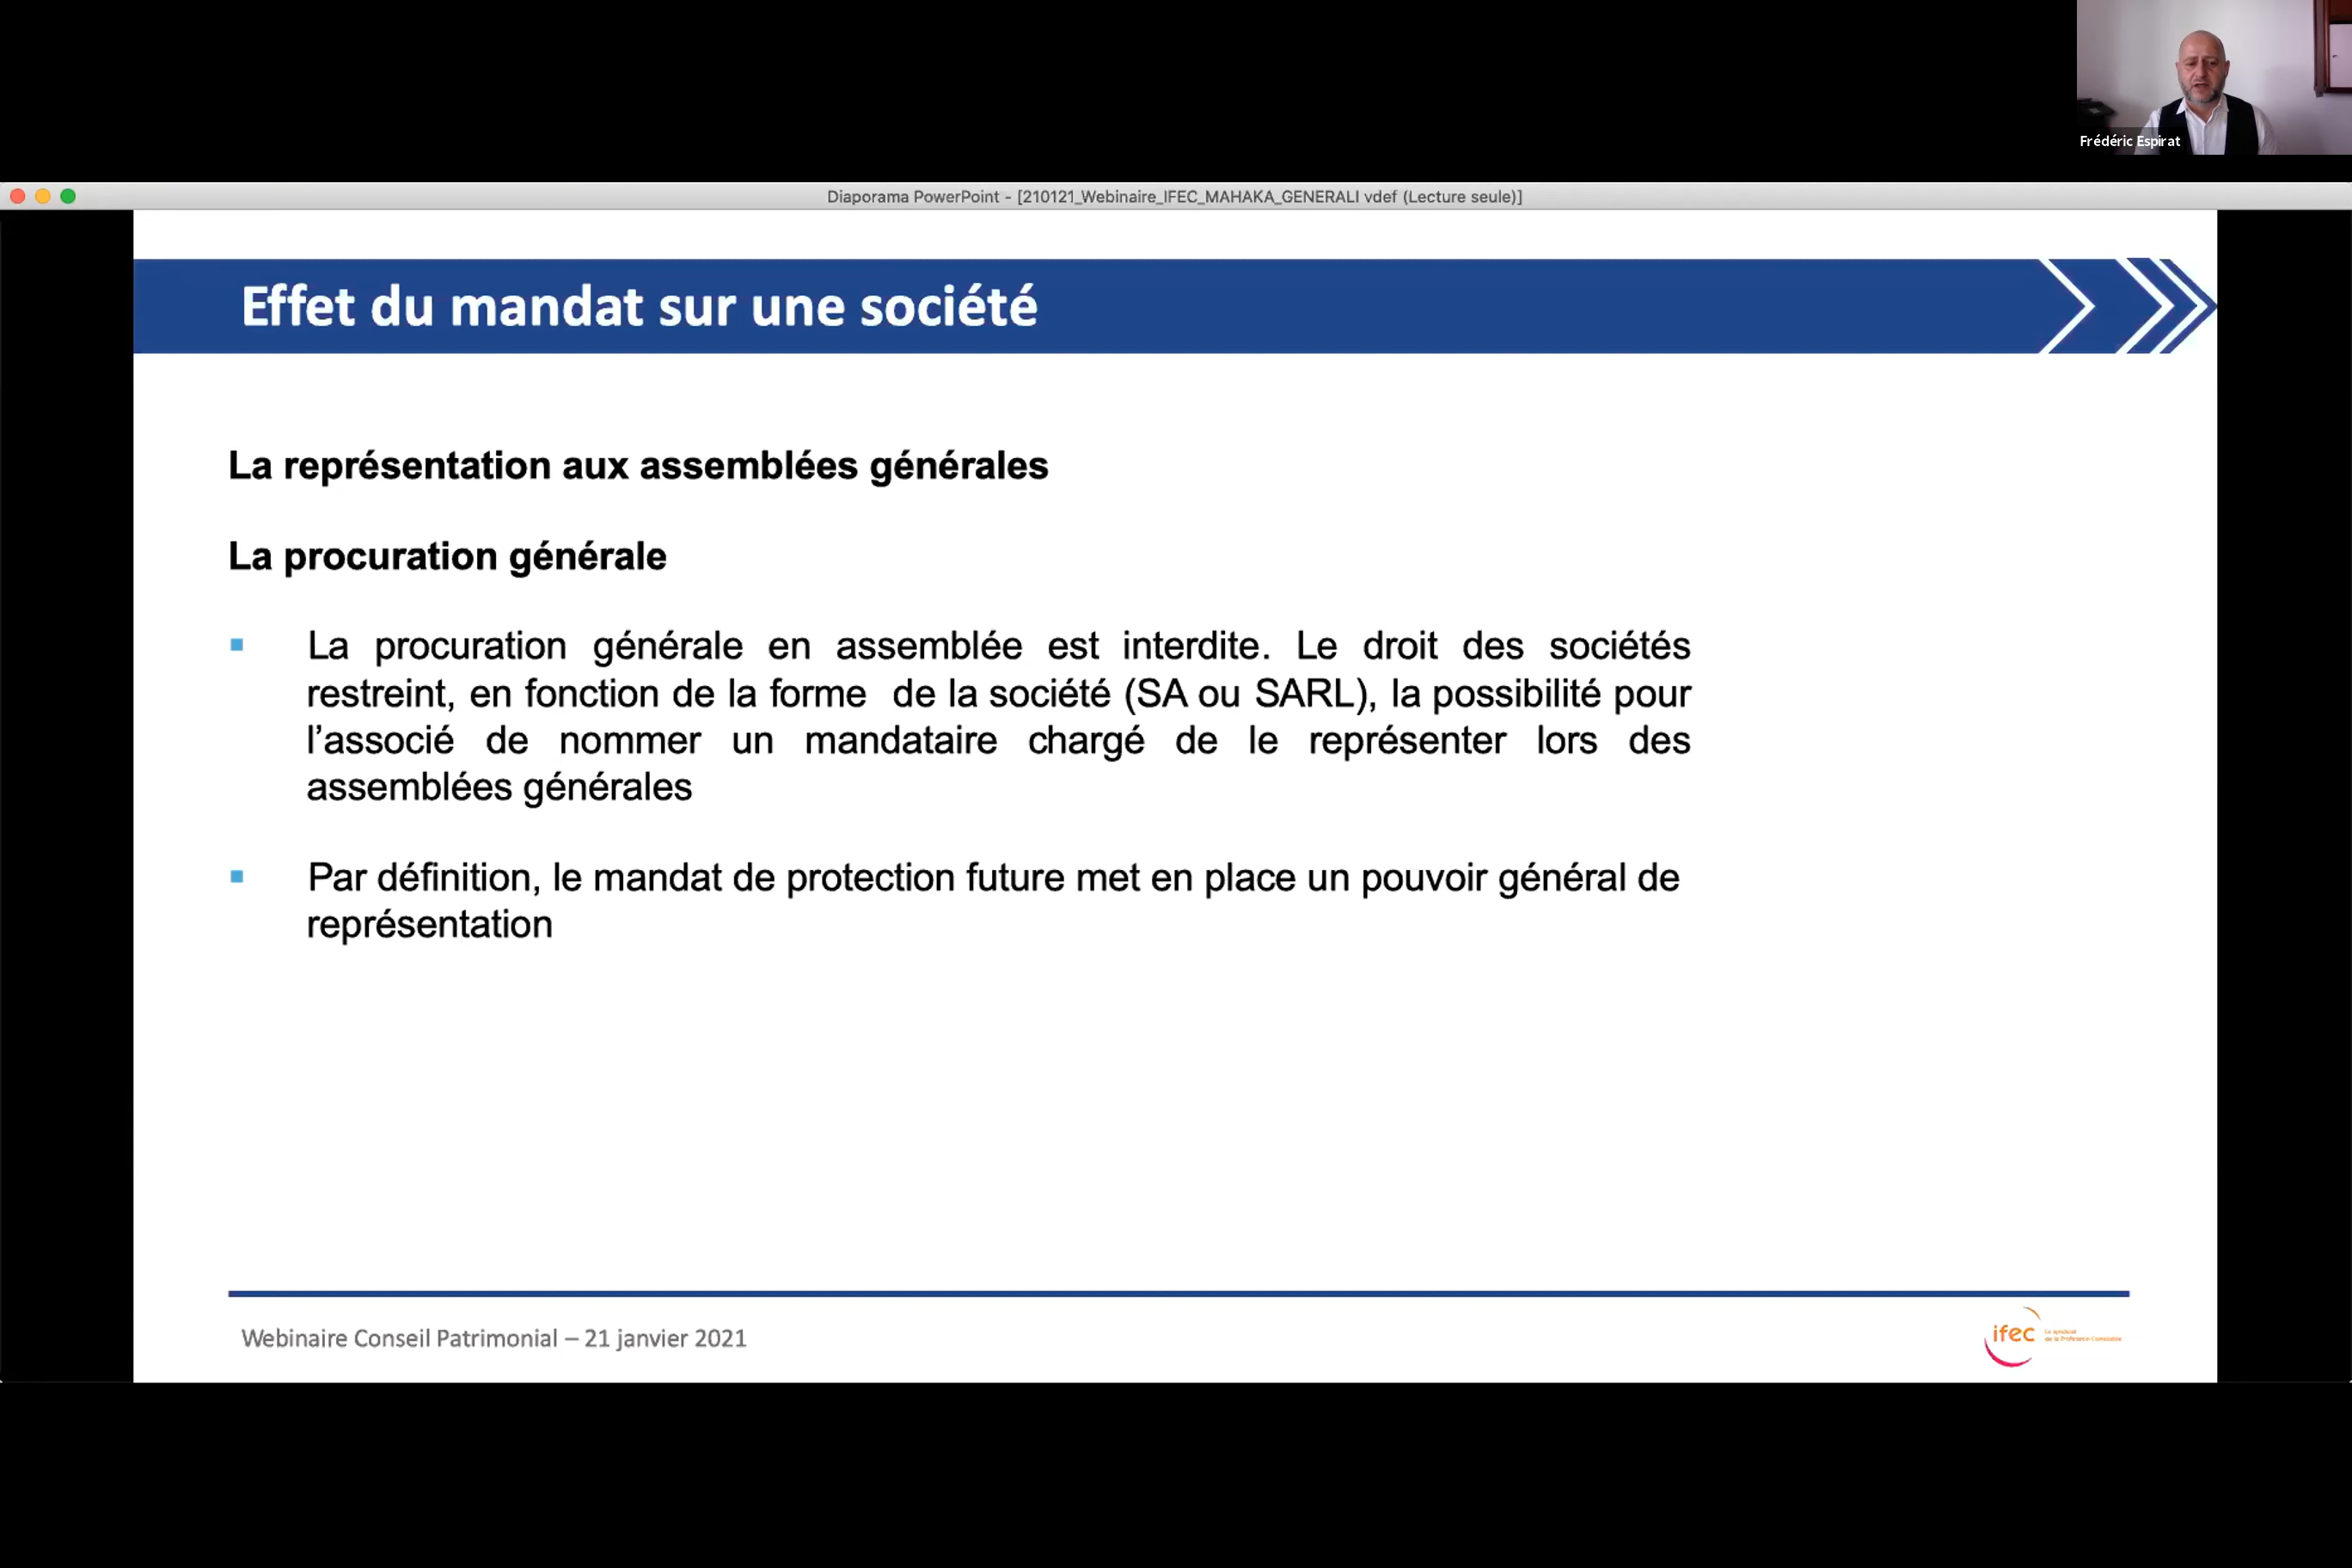 Frédéric Espirat
Diaporama PowerPoint - [210121_Webinaire_IFEC_MAHAKA_GENERALI vdef (Lecture seule)]
Effet du mandat sur une société
La représentation aux assemblées générales
La procuration générale
La procuration générale en assemblée est interdite. Le droit des sociétés
restreint, en fonction de la forme de la société (SA ou SARL), la possibilité pour
l’associé de nommer un mandataire chargé de le représenter lors des
assemblées générales
Par définition, le mandat de protection future met en place un pouvoir général de
représentation
Webinaire Conseil Patrimonial – 21 janvier 2021
ifec
Le syndicat